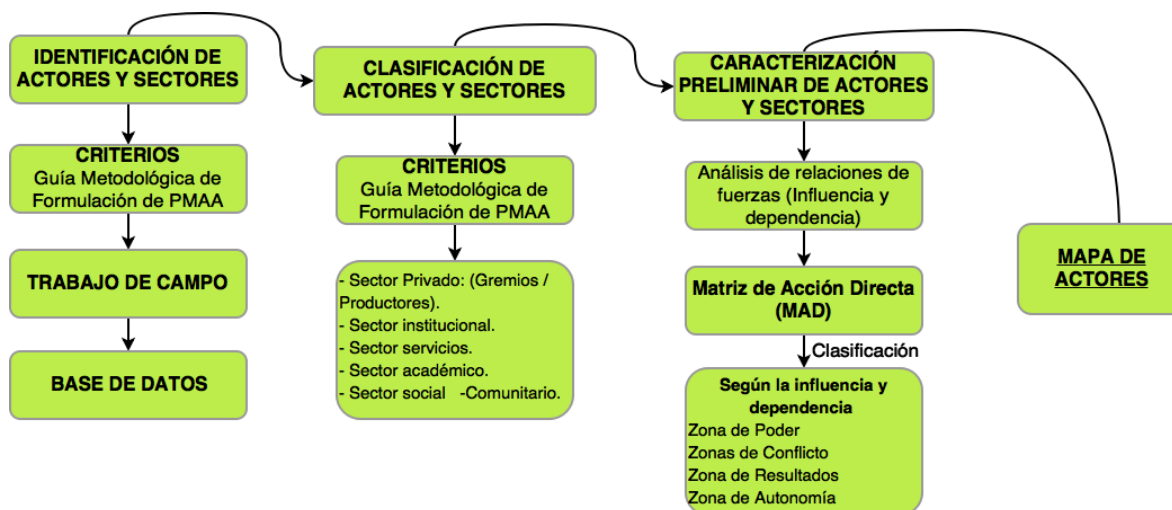 IDENTIFICACIÓN DE
ACTORES Y SECTORES
CRITERIOS
Guía Metodológica de
Formulación de PMAA
TRABAJO DE CAMPO
BASE DE DATOS
CLASIFICACIÓN DE
ACTORES Y SECTORES
CRITERIOS
Guía Metodológica de
Formulación de PMAA
- Sector Privado: (Gremios /
Productores).
- Sector institucional.
- Sector servicios.
- Sector académico.
- Sector social -Comunitario.
CARACTERIZACIÓN
PRELIMINAR DE ACTORES
Y SECTORES
Análisis de relaciones de
fuerzas (Influencia y
dependencia)
Matriz de Acción Directa
(MAD)
Clasificación
Según la influencia y
dependencia
Zona de Poder
Zonas de Conflicto
Zona de Resultados
Zona de Autonomía
MAPA DE
ACTORES